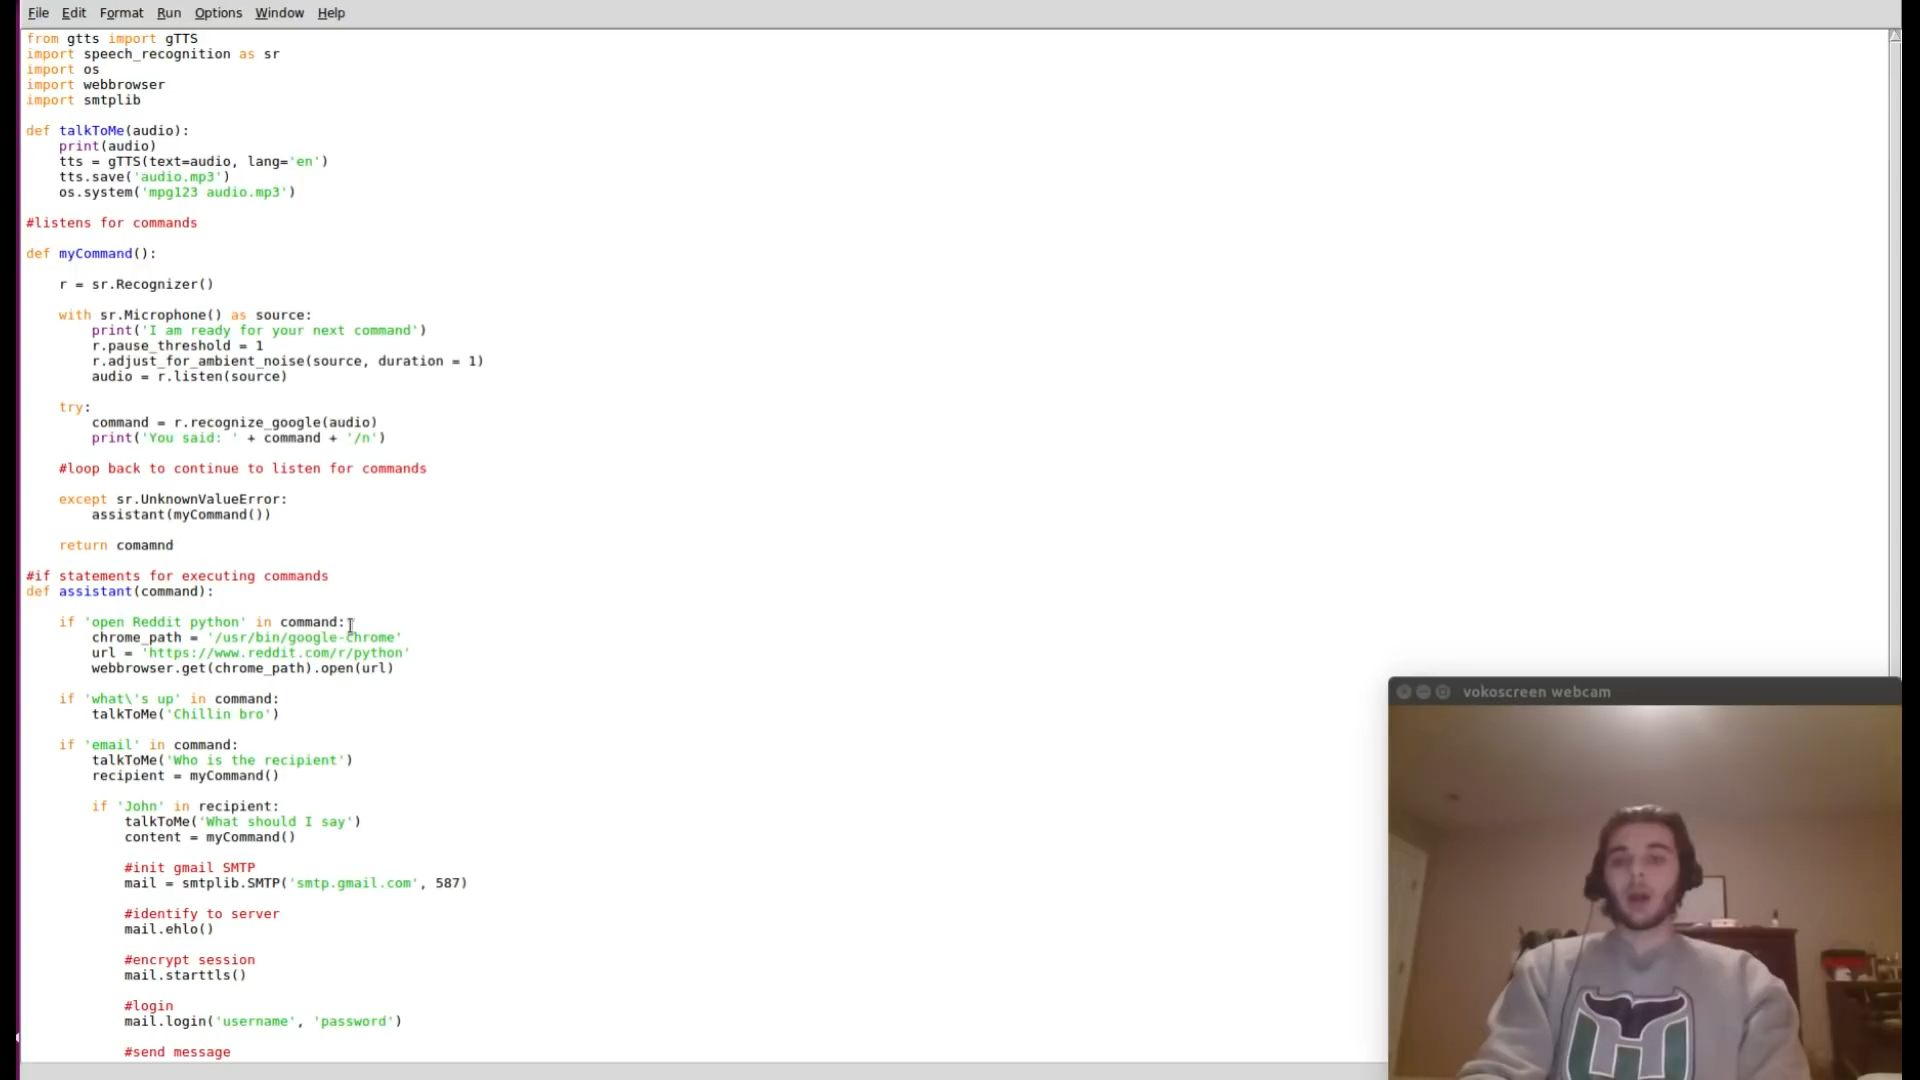 File Edit Format Run Options Window Help
from gtts import gTTS
import speech_recognition as sr
import os
import webbrowser
import smtplib
def talkToMe(audio):
print(audio)
tts = gTTS(text=audio, lang='en')
tts.save('audio.mp3')
os.system('mpg123 audio.mp3')
#listens for commands
def myCommand():
r = sr.Recognizer()
with sr.Microphone() as source:
print('I am ready for your next command')
r.pause_threshold = 1
r.adjust_for_ambient_noise(source, duration = 1)
audio = r.listen(source)
try:
command = r.recognize_google(audio)
print('You said: ' + command + '/n')
#loop back to continue to listen for commands
except sr.UnknownValueError:
assistant(myCommand())
return comamnd
#if statements for executing commands
def assistant(command):
if 'open Reddit python' in command:
chrome_path = '/usr/bin/google-chrome'
url = 'https://www.reddit.com/r/python'
webbrowser.get(chrome_path).open(url)
if 'what\'s up' in command:
talkToMe('Chillin bro')
if 'email' in command:
talkToMe('Who is the recipient')
recipient = myCommand()
if 'John' in recipient:
talkToMe('What should I say')
content = myCommand()
#init gmail SMTP
mail = smtplib.SMTP('smtp.gmail.com', 587)
#identify to server
mail.ehlo()
#encrypt session
mail.starttls()
#login
mail.login('username', 'password')
#send message
vokoscreen webcam